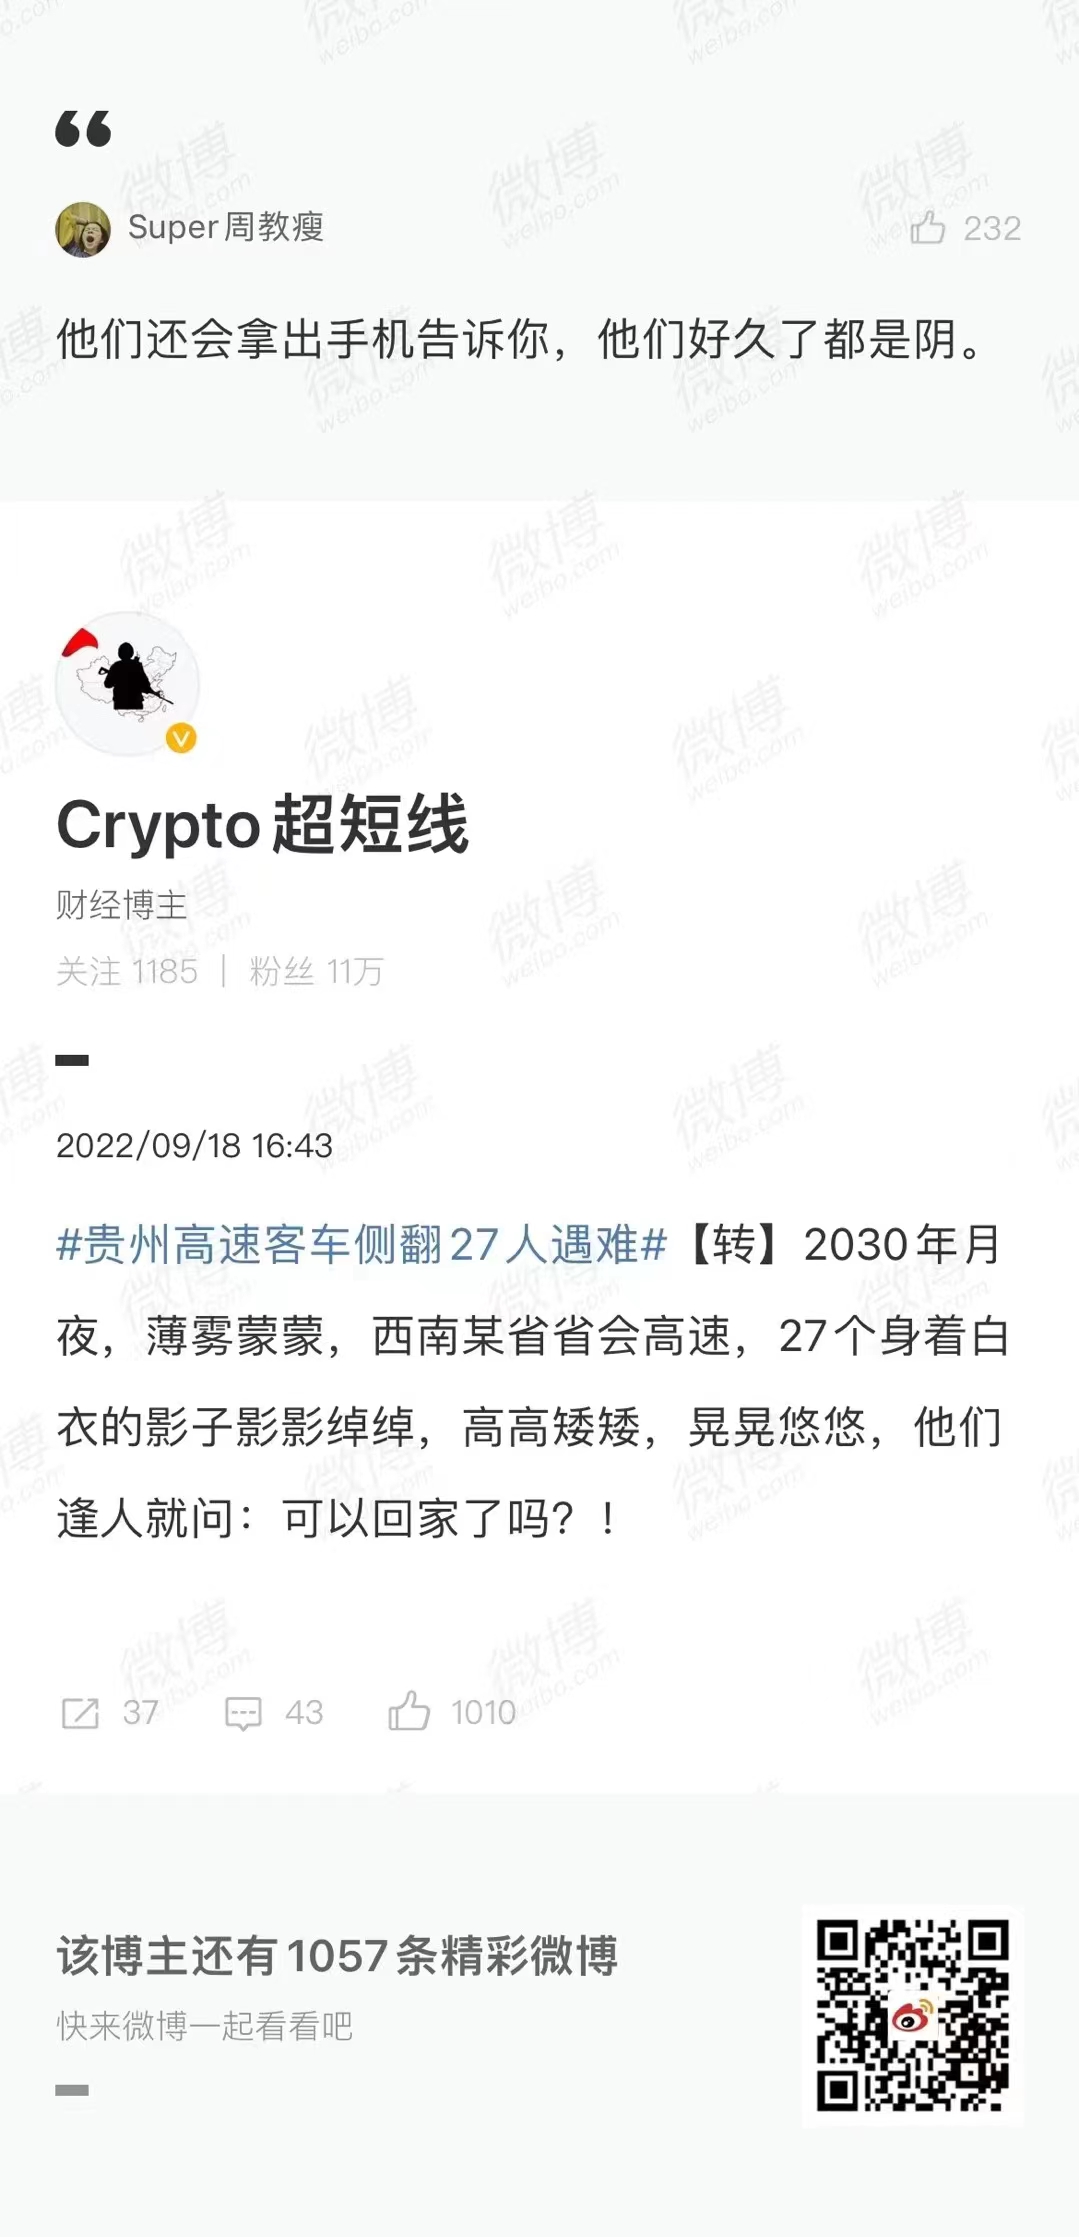 “
Super周教瘦
232
他们还会拿出手机告诉你，他们好久了都是阴。
Crypto超短线
财经博主
关注 1185 | 粉丝 11万
2022/09/18 16:43
#贵州高速客车侧翻27人遇难#【转】2030年月
夜，薄雾蒙蒙，西南某省省会高速，27个身着白
衣的影子影影绰绰，高高矮矮，晃晃悠悠，他们
逢人就问：可以回家了吗？！
37 43 1010
该博主还有1057条精彩微博
快来微博一起看看吧
微博
weibo.com